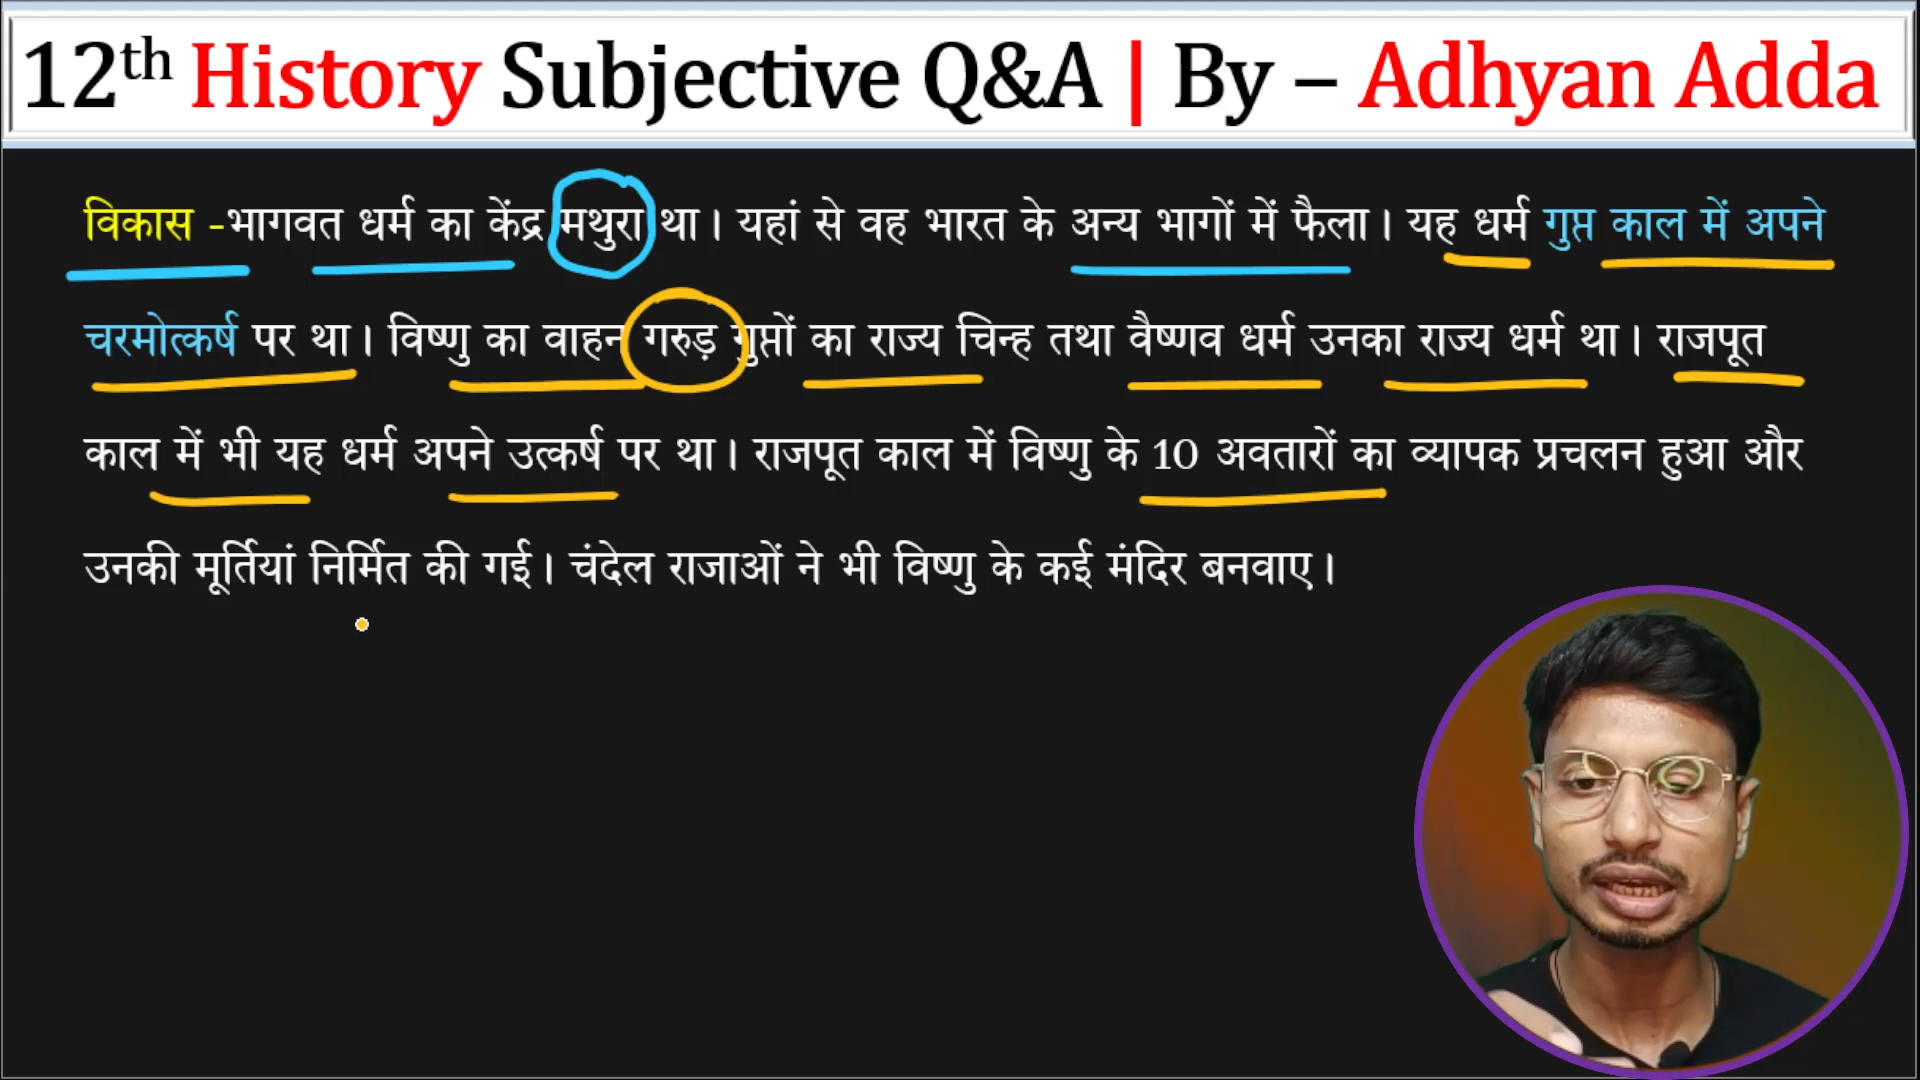 12th History Subjective Q&A | By – Adhyan Adda
विकास -भागवत धर्म का केंद्र मथुरा था। यहां से वह भारत के अन्य भागों में फैला। यह धर्म गुप्त काल में अपने
चरमोत्कर्ष पर था। विष्णु का वाहन गरुड़ गुप्तों का राज्य चिन्ह तथा वैष्णव धर्म उनका राज्य धर्म था। राजपूत
काल में भी यह धर्म अपने उत्कर्ष पर था। राजपूत काल में विष्णु के 10 अवतारों का व्यापक प्रचलन हुआ और
उनकी मूर्तियां निर्मित की गई। चंदेल राजाओं ने भी विष्णु के कई मंदिर बनवाए।